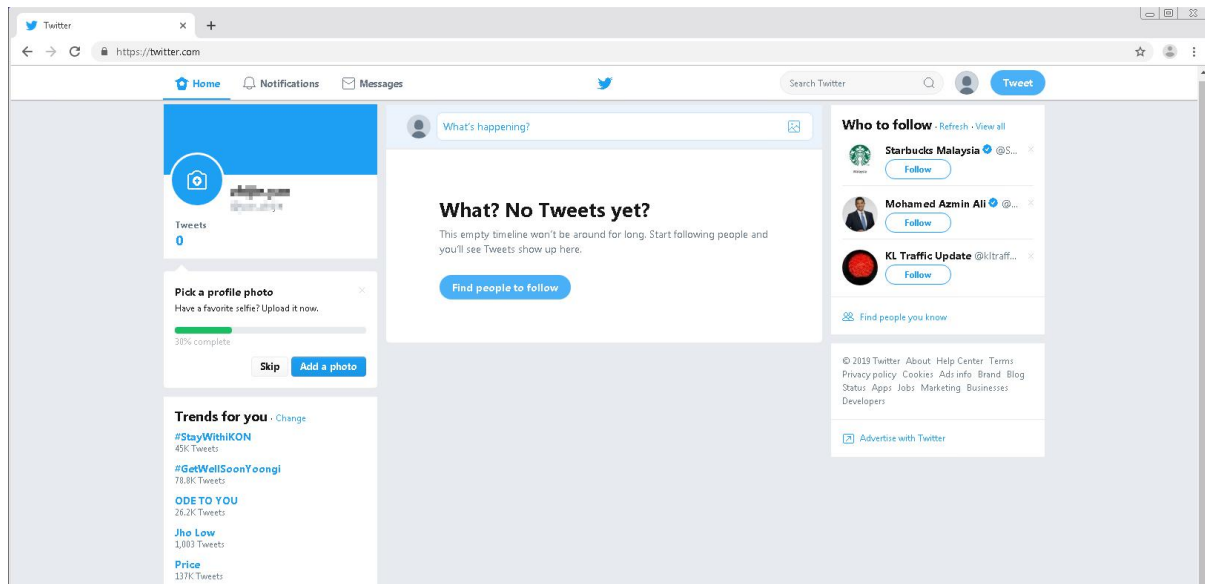 Twitter
https://twitter.com
Home Notifications Messages
Search Twitter
Tweet
Tweets
0
Pick a profile photo
Have a favorite selfie? Upload it now.
30% complete
Skip Add a photo
Trends for you · Change
#StayWithiKON
45K Tweets
#GetWellSoonYoongi
78.8K Tweets
ODE TO YOU
26.2K Tweets
Jho Low
1,003 Tweets
Price
137K Tweets
What's happening?
What? No Tweets yet?
This empty timeline won't be around for long. Start following people and
you'll see Tweets show up here.
Find people to follow
Who to follow · Refresh · View all
Starbucks Malaysia @S...
Follow
Mohamed Azmin Ali @...
Follow
KL Traffic Update @kltraff...
Follow
Find people you know
© 2019 Twitter About Help Center Terms
Privacy policy Cookies Ads info Brand Blog
Status Apps Jobs Marketing Businesses
Developers
Advertise with Twitter